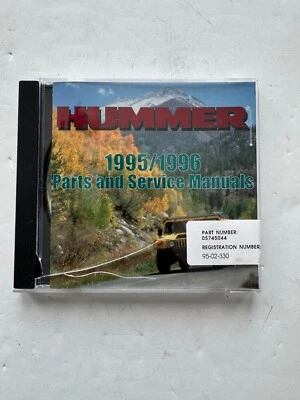 HUMMER
1995/1996
Parts and Service Manuals
PART NUMBER:
05745044
REGISTRATION NUMBER:
95-02-330